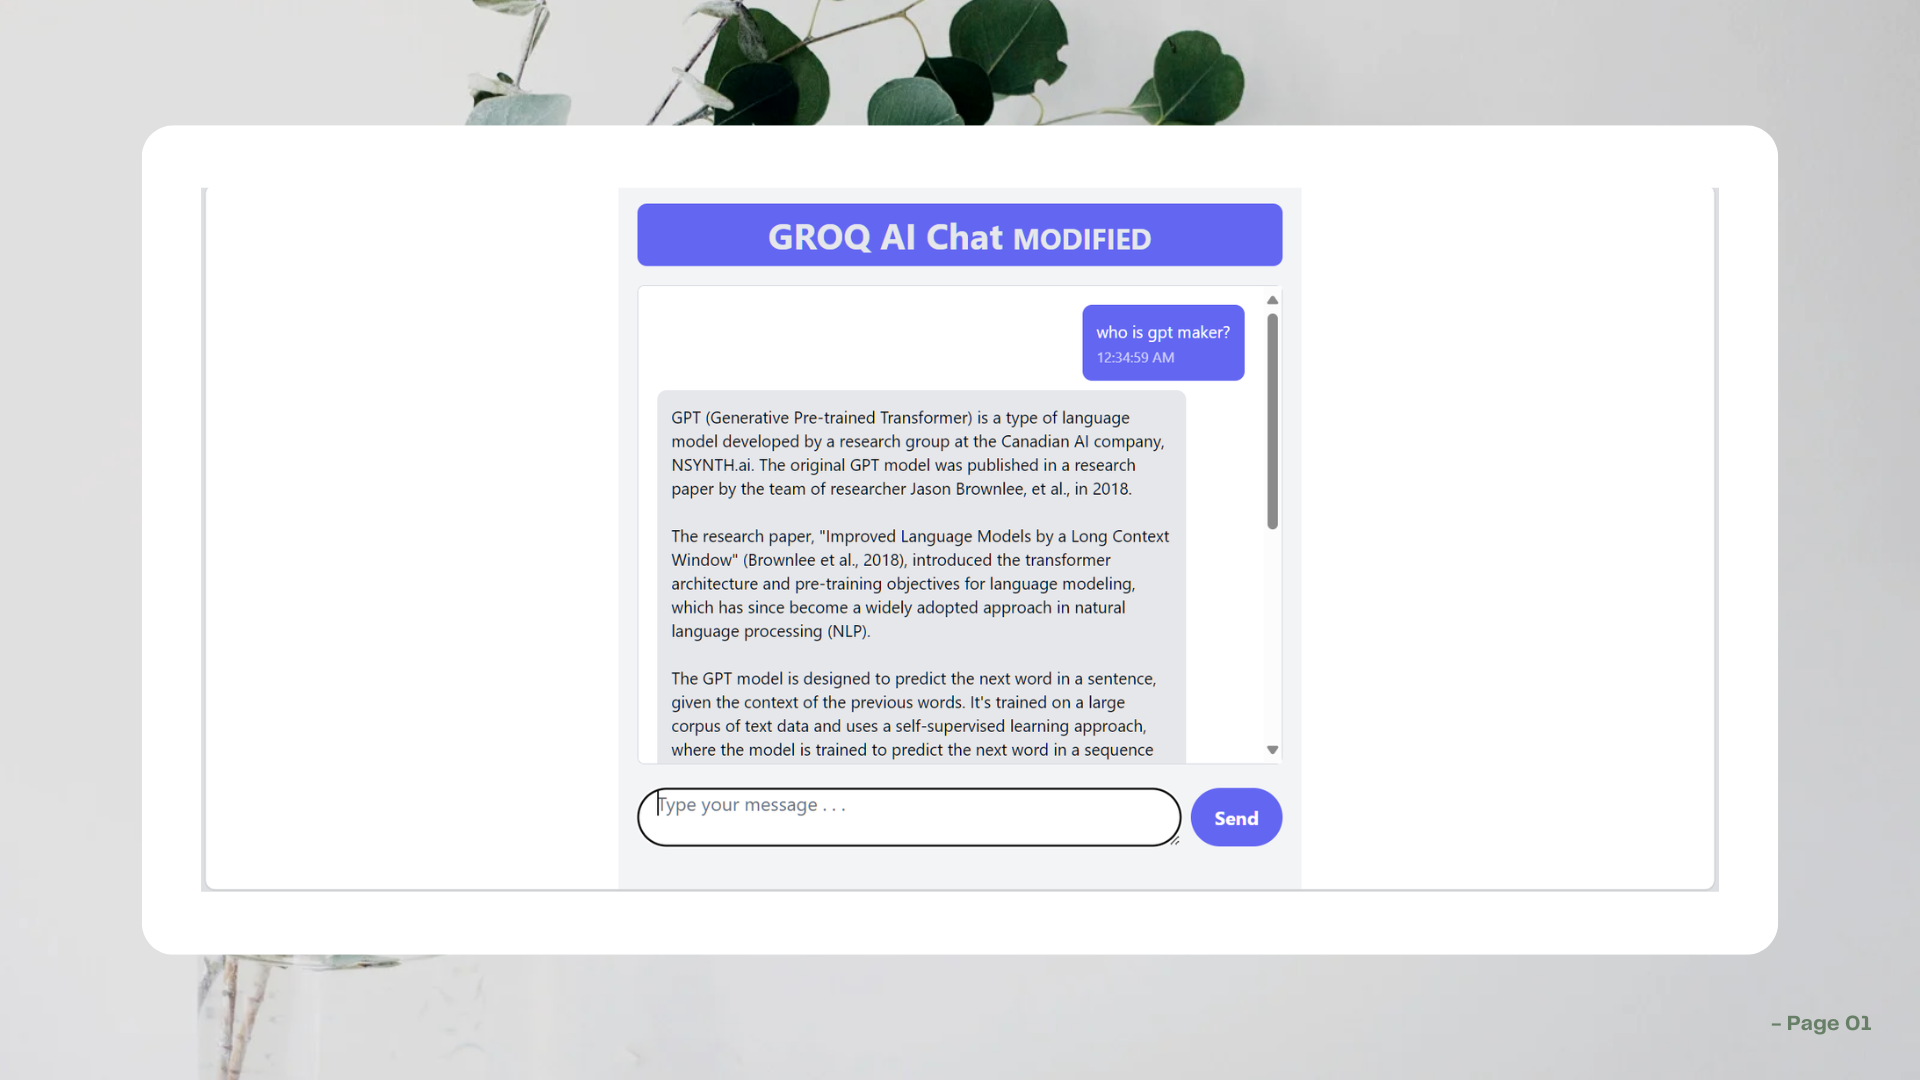 GROQ AI Chat MODIFIED
who is gpt maker?
12:34:59 AM
GPT (Generative Pre-trained Transformer) is a type of language
model developed by a research group at the Canadian AI company,
NSYNTH.ai. The original GPT model was published in a research
paper by the team of researcher Jason Brownlee, et al., in 2018.
The research paper, "Improved Language Models by a Long Context
Window" (Brownlee et al., 2018), introduced the transformer
architecture and pre-training objectives for language modeling,
which has since become a widely adopted approach in natural
language processing (NLP).
The GPT model is designed to predict the next word in a sentence,
given the context of the previous words. It's trained on a large
corpus of text data and uses a self-supervised learning approach,
where the model is trained to predict the next word in a sequence
Type your message . . .
Send
– Page 01